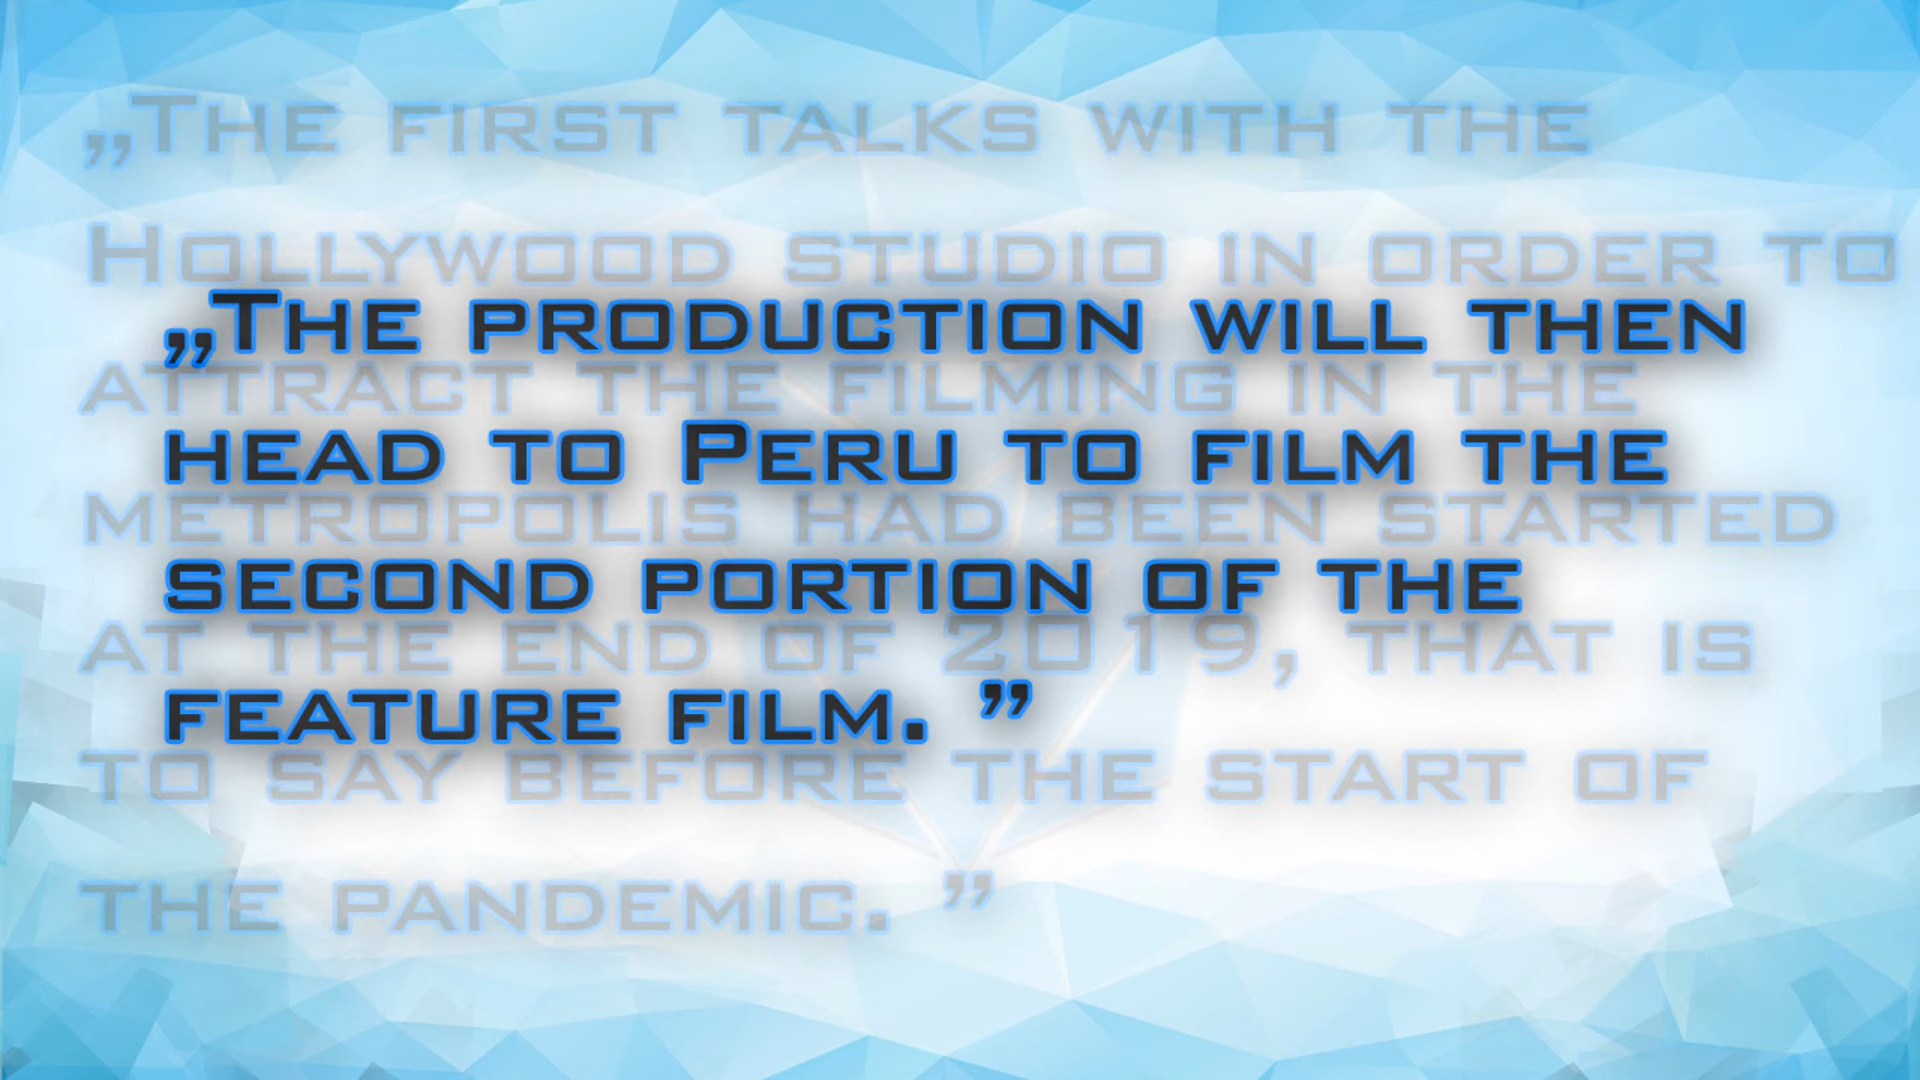 „The first talks with the
Hollywood studio in order to
„The production will then
attract the filming in the
head to Peru to film the
metropolis had been started
second portion of the
at the end of 2019, that is
feature film. ”
to say before the start of
the pandemic. ”